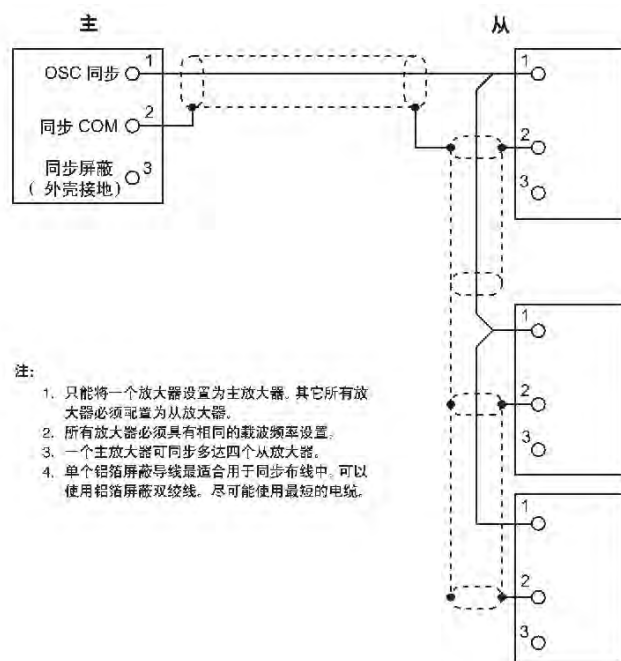 主
从
OSC 同步 1
同步 COM 2
同步屏蔽 3
( 外壳接地)
1
2
3
1
2
3
1
2
3
注：
1. 只能将一个放大器设置为主放大器。其它所有放
大器必须配置为从放大器。
2. 所有放大器必须具有相同的载波频率设置。
3. 一个主放大器可同步多达四个从放大器。
4. 单个铝箔屏蔽导线最适合用于同步布线中。可以
使用铝箔屏蔽双绞线。尽可能使用最短的电缆。